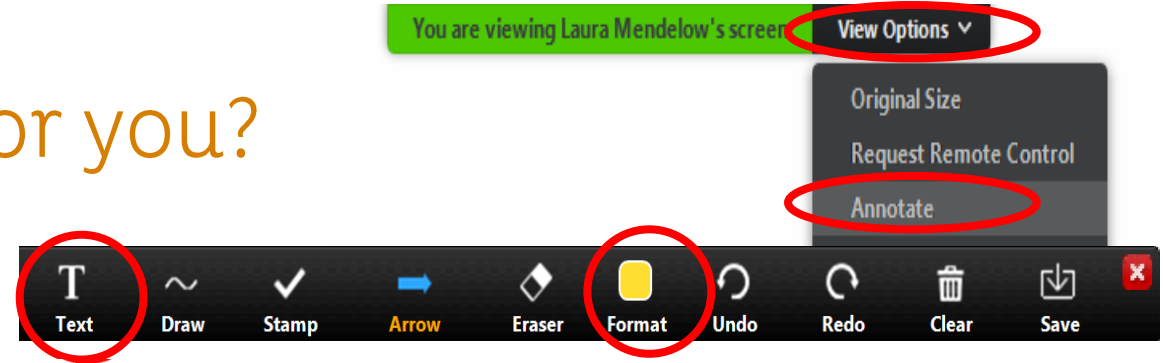 You are viewing Laura Mendelow's screen View Options
or you?
Original Size
Request Remote Control
Annotate
Text Draw Stamp Arrow Eraser Format Undo Redo Clear Save